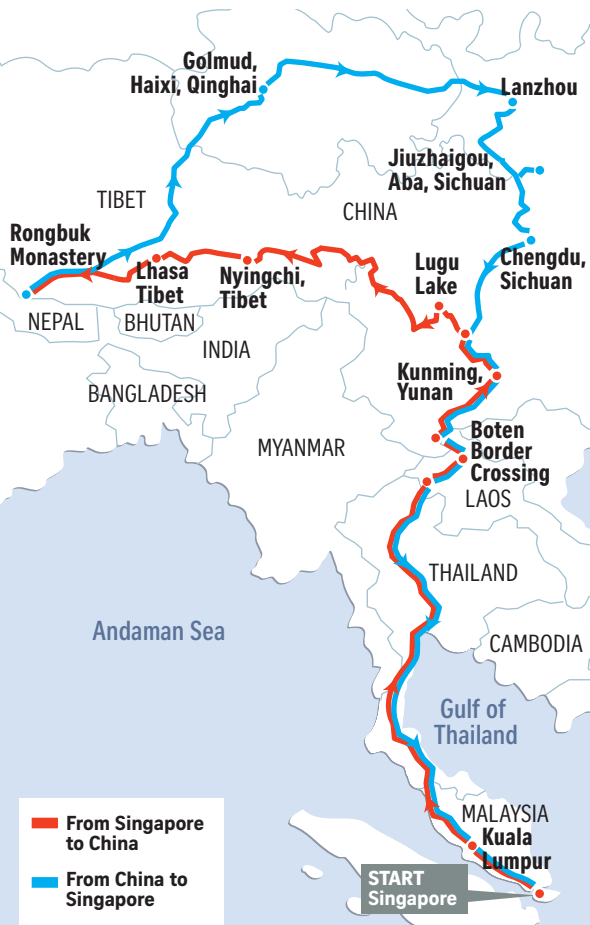 Golmud,
Haixi, Qinghai
Lanzhou
Jiuzhaigou,
Aba, Sichuan
TIBET
CHINA
Rongbuk
Monastery
Lhasa
Tibet
Nyingchi,
Tibet
Lugu
Lake
Chengdu,
Sichuan
NEPAL
BHUTAN
INDIA
BANGLADESH
Kunming,
Yunan
MYANMAR
Boten
Border
Crossing
LAOS
THAILAND
Andaman Sea
CAMBODIA
Gulf of
Thailand
MALAYSIA
Kuala
Lumpur
START
Singapore
From Singapore
to China
From China to
Singapore